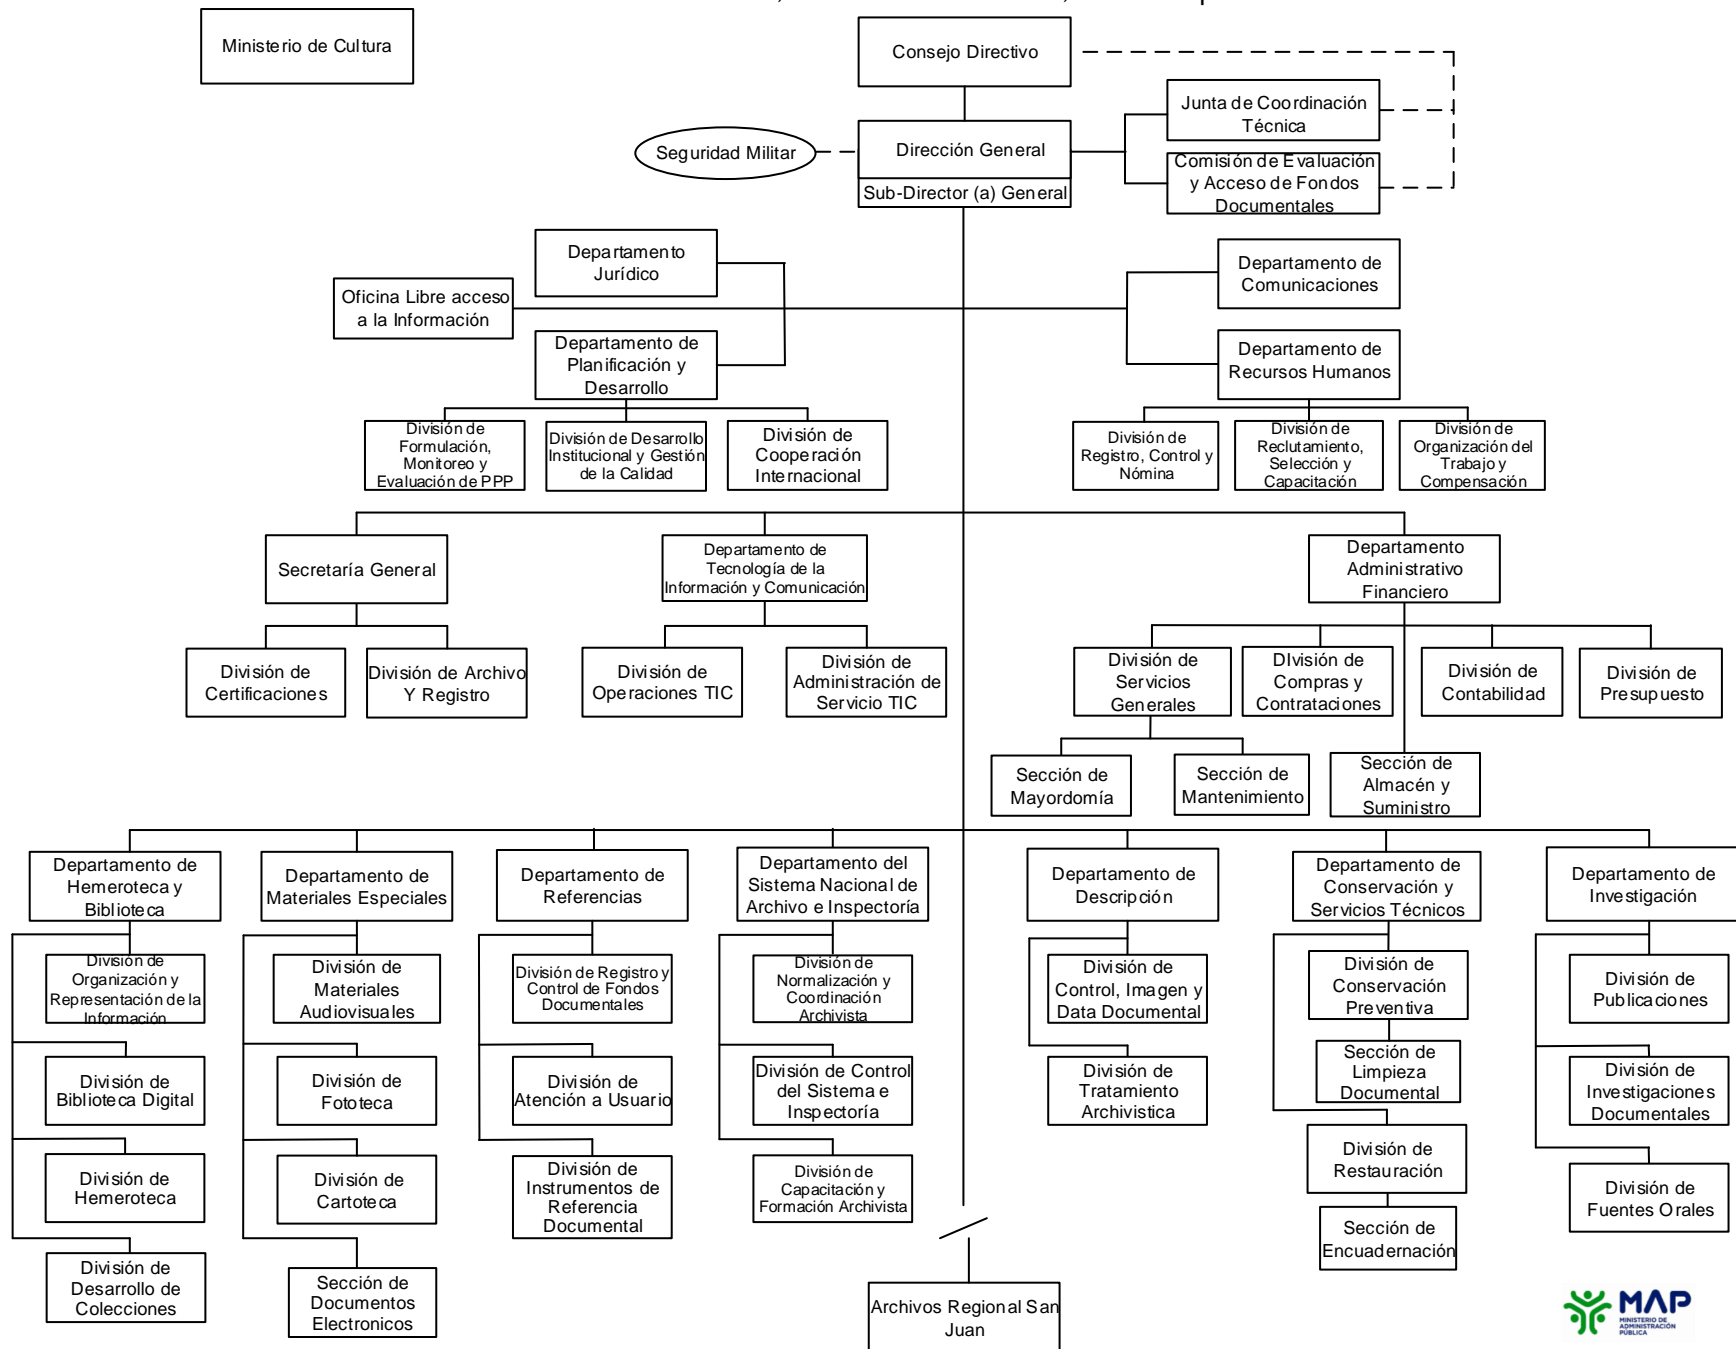 Ministerio de Cultura
Consejo Directivo
Junta de Coordinación
Técnica
Seguridad Militar
Dirección General
Comisión de Evaluación
y Acceso de Fondos
Documentales
Sub-Director (a) General
Departamento
Jurídico
Departamento de
Comunicaciones
Oficina Libre acceso
a la Información
Departamento de
Planificación y
Desarrollo
Departamento de
Recursos Humanos
División de
Formulación,
Monitoreo y
Evaluación de PPP
División de Desarrollo
Institucional y Gestión
de la Calidad
División de
Cooperación
Internacional
División de
Registro, Control y
Nómina
División de
Reclutamiento,
Selección y
Capacitación
División de
Organización del
Trabajo y
Compensación
Secretaría General
Departamento de
Tecnología de la
Información y Comunicación
Departamento
Administrativo
Financiero
División de
Certificaciones
División de Archivo
Y Registro
División de
Operaciones TIC
División de
Administración de
Servicio TIC
División de
Servicios
Generales
DIvisión de
Compras y
Contrataciones
División de
Contabilidad
División de
Presupuesto
Sección de
Mayordomía
Sección de
Mantenimiento
Sección de
Almacén y
Suministro
Departamento de
Hemeroteca y
Biblioteca
Departamento de
Materiales Especiales
Departamento de
Referencias
Departamento del
Sistema Nacional de
Archivo e Inspectoría
Departamento de
Descripción
Departamento de
Conservación y
Servicios Técnicos
Departamento de
Investigación
División de
Organización y
Representación de la
Información
División de
Materiales
Audiovisuales
División de Registro y
Control de Fondos
Documentales
División de
Normalización y
Coordinación
Archivista
División de
Control, Imagen y
Data Documental
División de
Conservación
Preventiva
División de
Publicaciones
División de
Biblioteca Digital
División de
Fototeca
División de
Atención a Usuario
División de Control
del Sistema e
Inspectoría
División de
Tratamiento
Archivistica
Sección de
Limpieza
Documental
División de
Investigaciones
Documentales
División de
Hemeroteca
División de
Cartoteca
División de
Instrumentos de
Referencia
Documental
División de
Capacitación y
Formación Archivista
División de
Restauración
División de
Fuentes Orales
Sección de
Encuadernación
División de
Desarrollo de
Colecciones
Sección de
Documentos
Electronicos
Archivos Regional San
Juan
MAP
MINISTERIO DE
ADMINISTRACIÓN
PÚBLICA